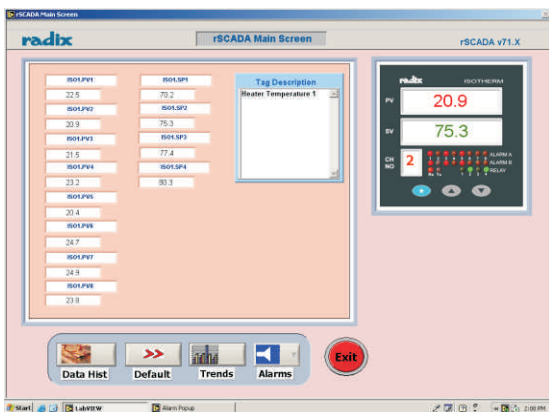 rSCADA Main Screen
radix
rSCADA Main Screen
rSCADA v71.X
ISO1.PV1
22.5
ISO1.PV2
20.9
ISO1.PV3
21.5
ISO1.PV4
23.2
ISO1.PV5
20.4
ISO1.PV6
24.7
ISO1.PV7
24.9
ISO1.PV8
23.8
ISO1.SP1
70.2
ISO1.SP2
75.3
ISO1.SP3
77.4
ISO1.SP4
80.3
Tag Description
Heater Temperature 1
radix ISOTHERM
PV 20.9
SV 75.3
CH NO 2
ALARM A
ALARM B
RELAY
Data Hist
Default
Trends
Alarms
Exit
Start
LabVIEW
Alarm Popup
2:00 PM